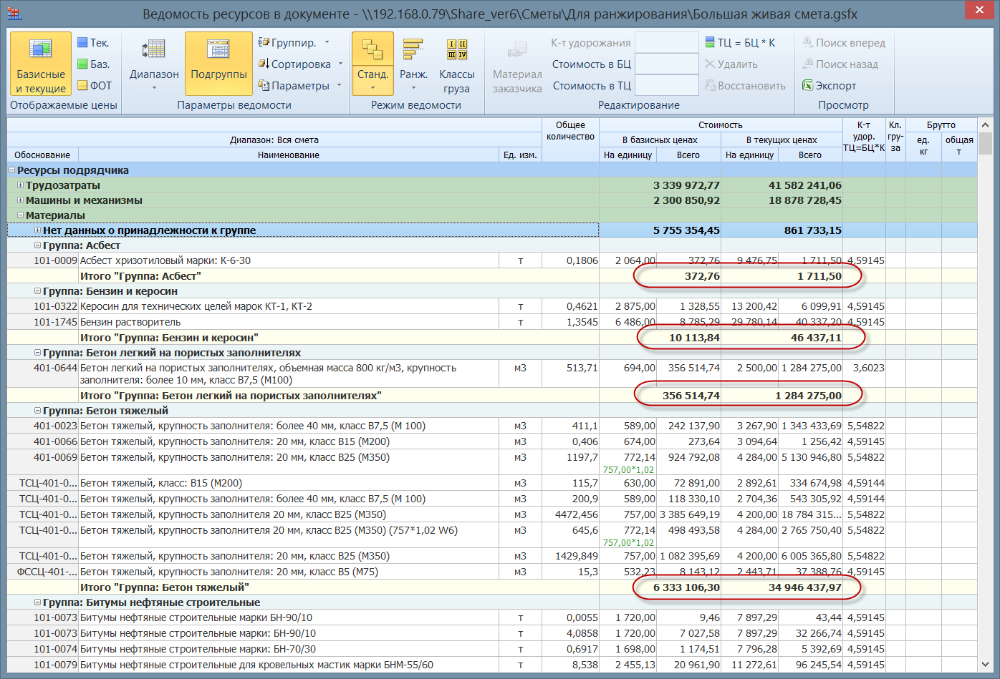 Ведомость ресурсов в документе - \\192.168.0.79\Share_ver6\Сметы\Для ранжирования\Большая живая смета.gsfx
Базисные и текущие
Тек.
Баз.
ФОТ
Отображаемые цены
Диапазон
Подгруппы
Группир.
Сортировка
Параметры
Параметры ведомости
Станд.
Ранж.
Классы груза
Режим ведомости
Материал заказчика
К-т удорожания
Стоимость в БЦ
Стоимость в ТЦ
ТЦ = БЦ * К
Удалить
Восстановить
Редактирование
Поиск вперед
Поиск назад
Экспорт
Просмотр
Диапазон: Вся смета
Обоснование Наименование Ед. изм. Общее количество
Стоимость
В базисных ценах В текущих ценах
На единицу Всего На единицу Всего
К-т удор. ТЦ=БЦ*К
Кл. гру-за
Брутто
ед. кг общая т
Ресурсы подрядчика
Трудозатраты 3 339 972,77 41 582 241,06
Машины и механизмы 2 300 850,92 18 878 728,45
Материалы
Нет данных о принадлежности к группе 5 755 354,45 861 733,15
Группа: Асбест
101-0009 Асбест хризотиловый марки: К-6-30 т 0,1806 2 064,00 372,76 9 476,75 1 711,50 4,59145
Итого "Группа: Асбест" 372,76 1 711,50
Группа: Бензин и керосин
101-0322 Керосин для технических целей марок КТ-1, КТ-2 т 0,4621 2 875,00 1 328,55 13 200,42 6 099,91 4,59145
101-1745 Бензин растворитель т 1,3545 6 486,00 8 785,29 29 780,14 40 337,20 4,59145
Итого "Группа: Бензин и керосин" 10 113,84 46 437,11
Группа: Бетон легкий на пористых заполнителях
401-0644 Бетон легкий на пористых заполнителях, объемная масса 800 кг/м3, крупность м3 513,71 694,00 356 514,74 2 500,00 1 284 275,00 3,6023
заполнителя: более 10 мм, класс В7,5 (М100)
Итого "Группа: Бетон легкий на пористых заполнителях" 356 514,74 1 284 275,00
Группа: Бетон тяжелый
401-0023 Бетон тяжелый, крупность заполнителя: более 40 мм, класс В7,5 (М 100) м3 411,1 589,00 242 137,90 3 267,90 1 343 433,69 5,54822
401-0066 Бетон тяжелый, крупность заполнителя: 20 мм, класс В15 (М200) м3 0,406 674,00 273,64 3 094,64 1 256,42 4,59145
401-0069 Бетон тяжелый, крупность заполнителя: 20 мм, класс В25 (М350) м3 1197,7 772,14 924 792,08 4 284,00 5 130 946,80 5,54822
757,00*1,02
ТСЦ-401-0... Бетон тяжелый, класс: В15 (М200) м3 115,7 630,00 72 891,00 2 892,61 334 674,98 4,59144
ТСЦ-401-0... Бетон тяжелый, крупность заполнителя: более 40 мм, класс В7,5 (М 100) м3 200,9 589,00 118 330,10 2 704,36 543 305,92 4,59144
ТСЦ-401-0... Бетон тяжелый, крупность заполнителя 20 мм, класс В25 (М350) м3 4472,456 757,00 3 385 649,19 4 200,00 18 784 315... 5,54822
ТСЦ-401-0... Бетон тяжелый, крупность заполнителя 20 мм, класс В25 (М350) (757*1,02 W6) м3 645,6 772,14 498 493,58 4 284,00 2 765 750,40 5,54822
757,00*1,02
ТСЦ-401-0... Бетон тяжелый, крупность заполнителя: 20 мм, класс В25 (М350) м3 1429,849 757,00 1 082 395,69 4 200,00 6 005 365,80 5,54822
ФССЦ-401-... Бетон тяжелый, крупность заполнителя: 20 мм, класс В5 (М75) м3 15,3 532,23 8 143,12 2 443,71 37 388,76 4,59145
Итого "Группа: Бетон тяжелый" 6 333 106,30 34 946 437,97
Группа: Битумы нефтяные строительные
101-0073 Битумы нефтяные строительные марки БН-90/10 т 0,0055 1 720,00 9,46 7 897,29 43,44 4,59145
101-0073 Битумы нефтяные строительные марки: БН-90/10 т 4,0858 1 720,00 7 027,58 7 897,29 32 266,74 4,59145
101-0074 Битумы нефтяные строительные марки: БН-70/30 т 0,6917 1 698,00 1 174,51 7 796,28 5 392,69 4,59145
101-0079 Битумы нефтяные строительные для кровельных мастик марки БНМ-55/60 т 8,538 2 455,13 20 961,90 11 272,61 96 245,54 4,59145